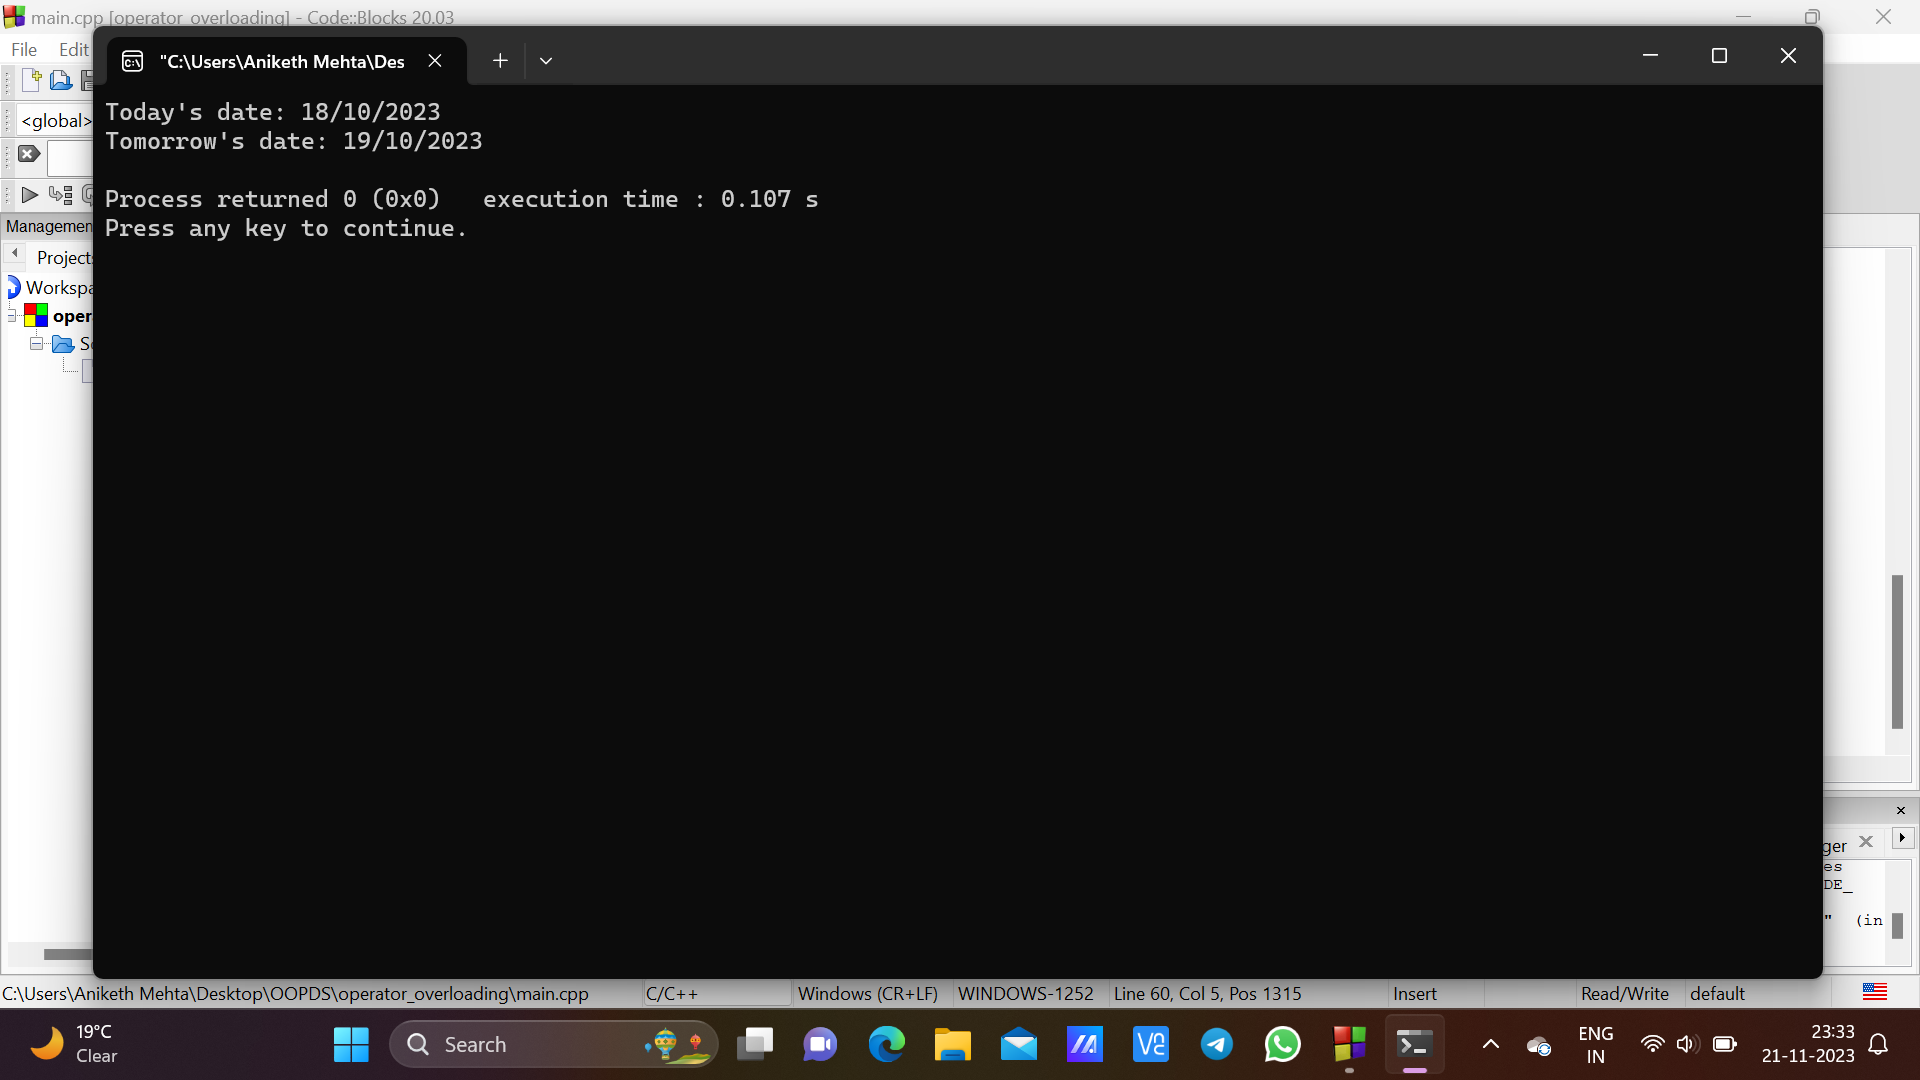 main.cpp [operator_overloading] - Code::Blocks 20.03
File Edit
"C:\Users\Aniketh Mehta\Des
<global>
Today's date: 18/10/2023
Tomorrow's date: 19/10/2023
Process returned 0 (0x0)   execution time : 0.107 s
Press any key to continue.
Managemen
Project
Workspa
oper
So
ger
es
DE_
" (in
C:\Users\Aniketh Mehta\Desktop\OOPDS\operator_overloading\main.cpp C/C++ Windows (CR+LF) WINDOWS-1252 Line 60, Col 5, Pos 1315 Insert Read/Write default
19°C
Clear
Search
ENG
IN
23:33
21-11-2023